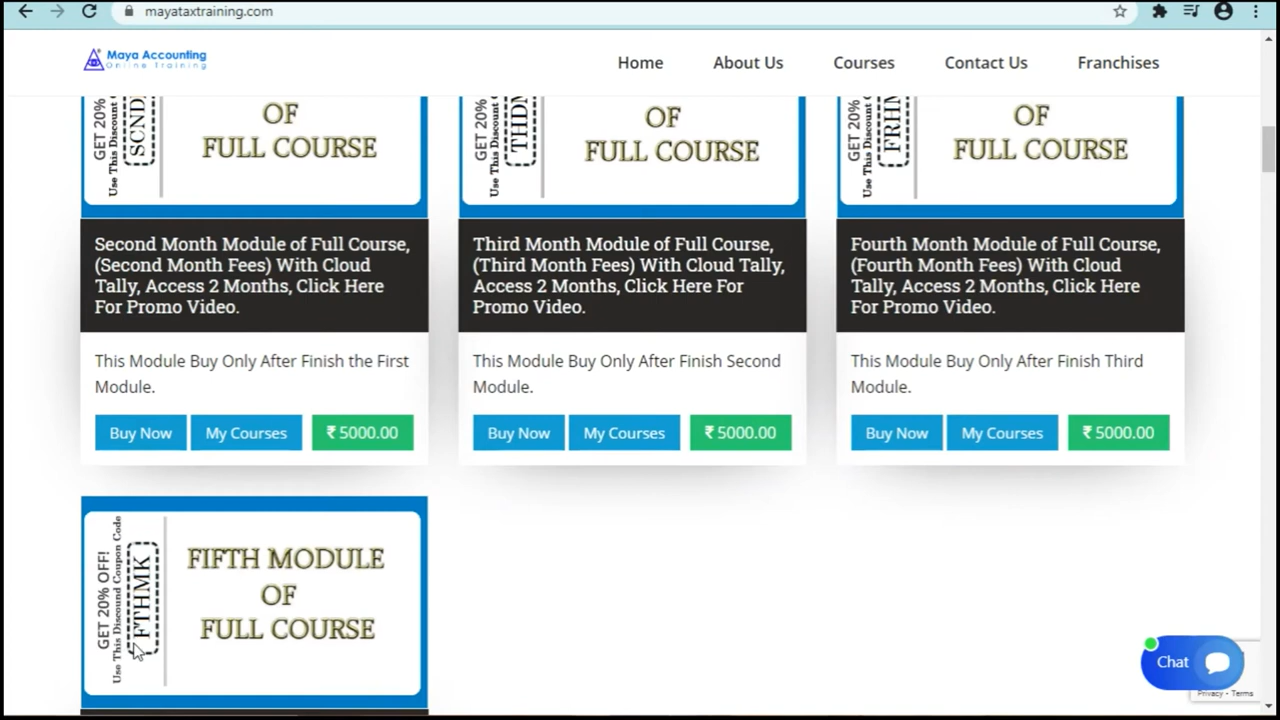 mayataxtraining.com
Maya Accounting
Online Training
Home
About Us
Courses
Contact Us
Franchises
GET 20%
Use This Discount
OF
FULL COURSE
GET 20%
Use This Discount
OF
FULL COURSE
GET 20%
Use This Discount
OF
FULL COURSE
Second Month Module of Full Course,
(Second Month Fees) With Cloud
Tally, Access 2 Months, Click Here
For Promo Video.
This Module Buy Only After Finish the First
Module.
Buy Now
My Courses
₹ 5000.00
Third Month Module of Full Course,
(Third Month Fees) With Cloud Tally,
Access 2 Months, Click Here For
Promo Video.
This Module Buy Only After Finish Second
Module.
Buy Now
My Courses
₹ 5000.00
Fourth Month Module of Full Course,
(Fourth Month Fees) With Cloud
Tally, Access 2 Months, Click Here
For Promo Video.
This Module Buy Only After Finish Third
Module.
Buy Now
My Courses
₹ 5000.00
GET 20% OFF!
Use This Discound Coupon Code
FTHMK
FIFTH MODULE
OF
FULL COURSE
Chat
Privacy - Terms